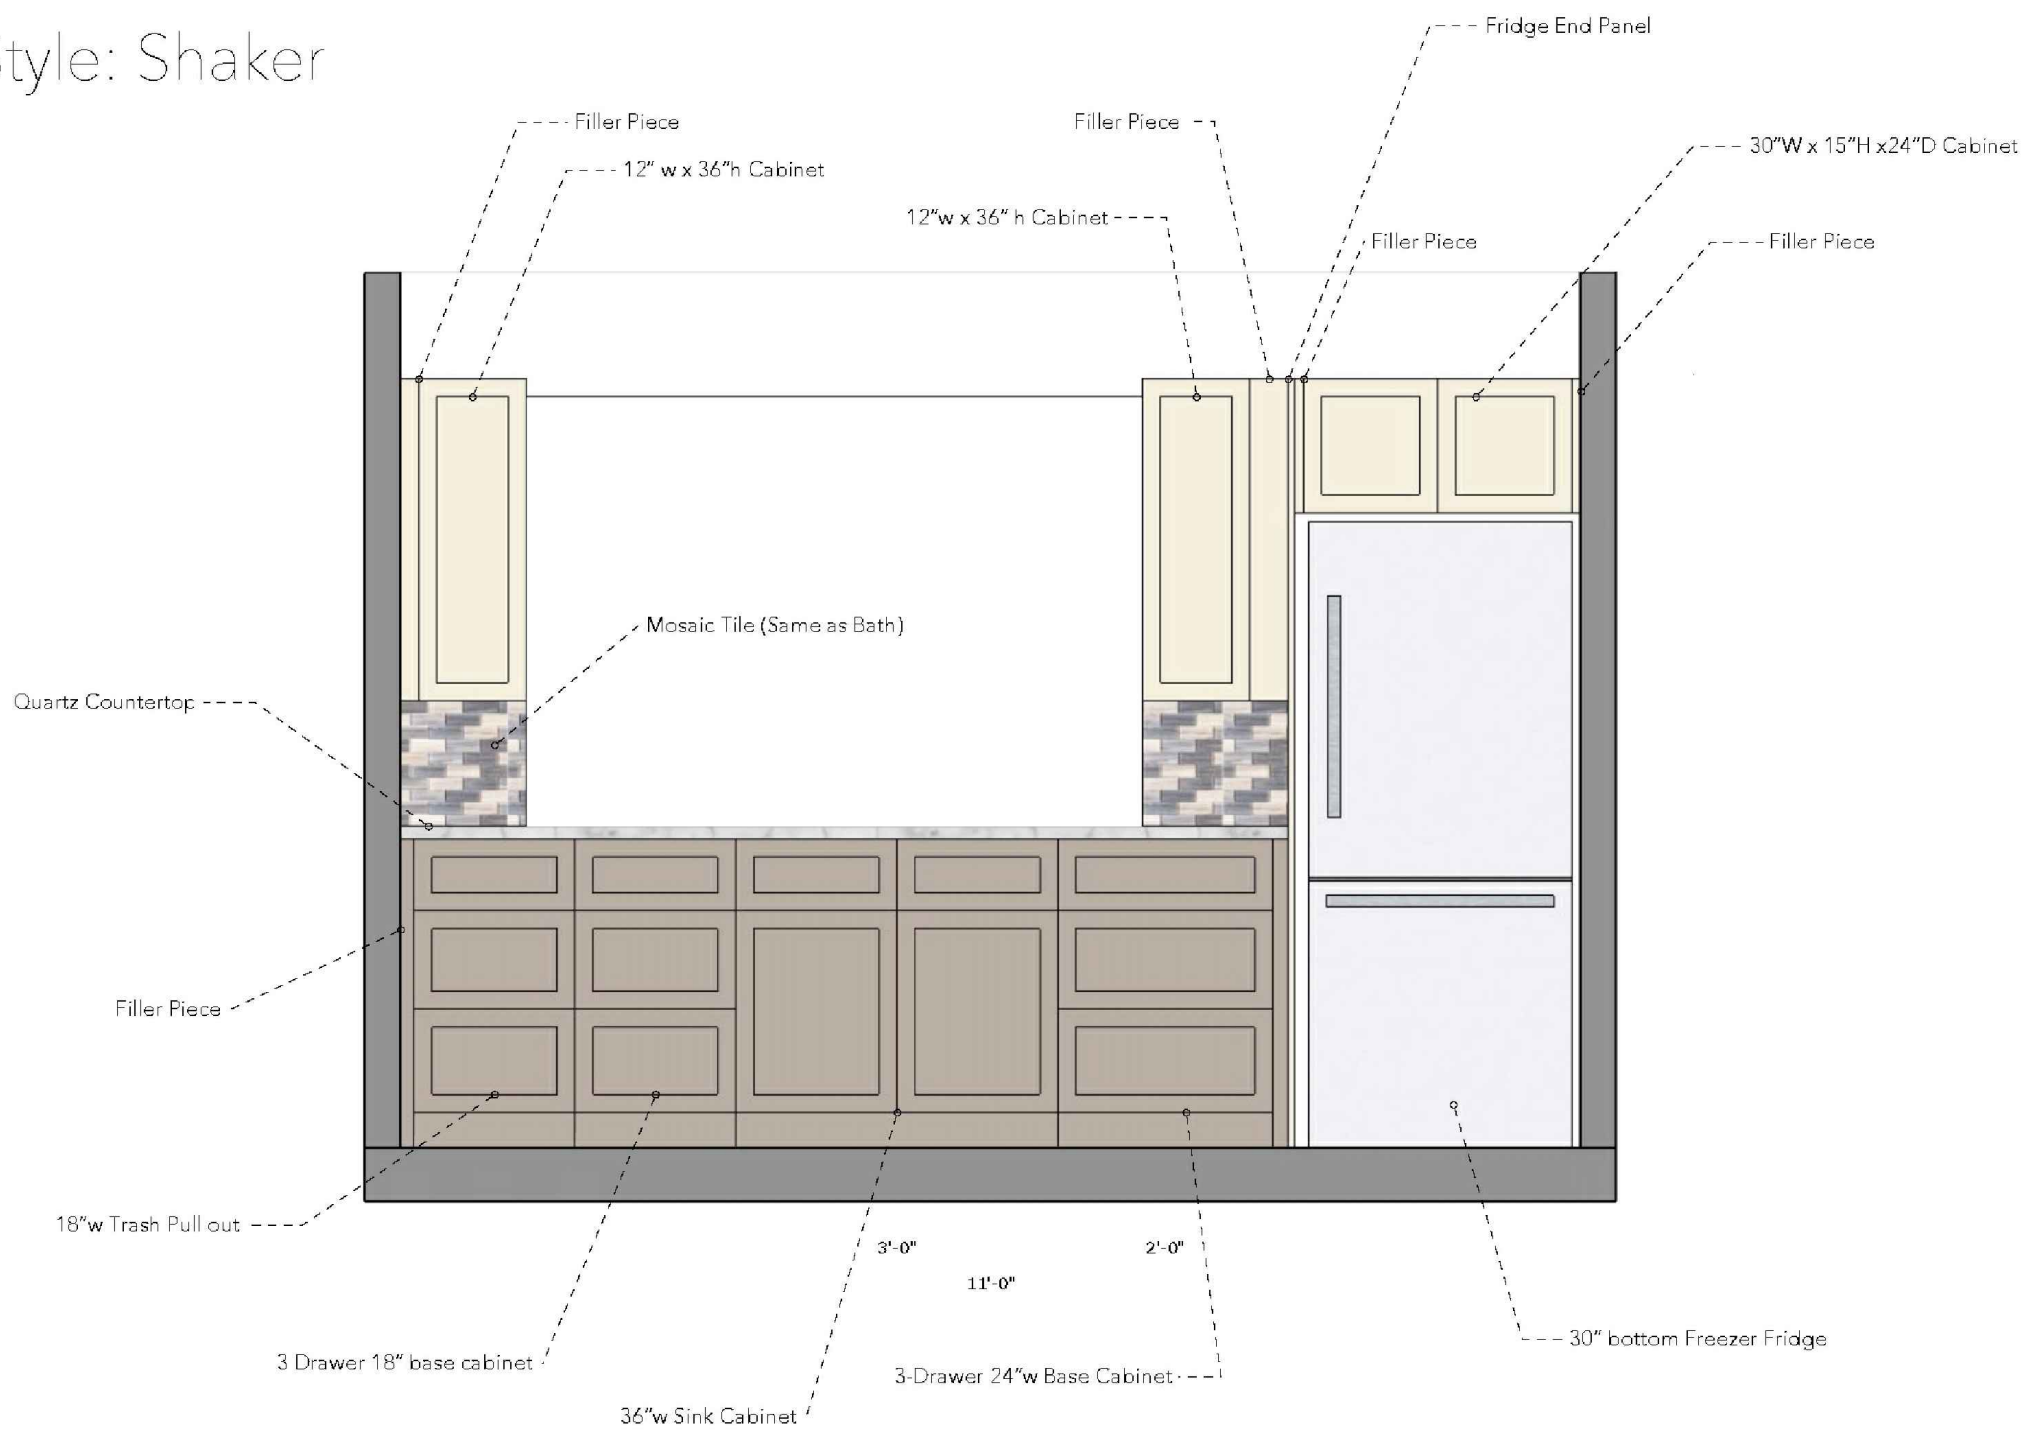 tyle: Shaker
Fridge End Panel
Filler Piece
Filler Piece
30"W x 15"H x24"D Cabinet
12" w x 36"h Cabinet
12"w x 36" h Cabinet
Filler Piece
Filler Piece
Mosaic Tile (Same as Bath)
Quartz Countertop
Filler Piece
18"w Trash Pull out
3'-0"
2'-0"
11'-0"
30" bottom Freezer Fridge
3 Drawer 18" base cabinet
3-Drawer 24"w Base Cabinet
36"w Sink Cabinet